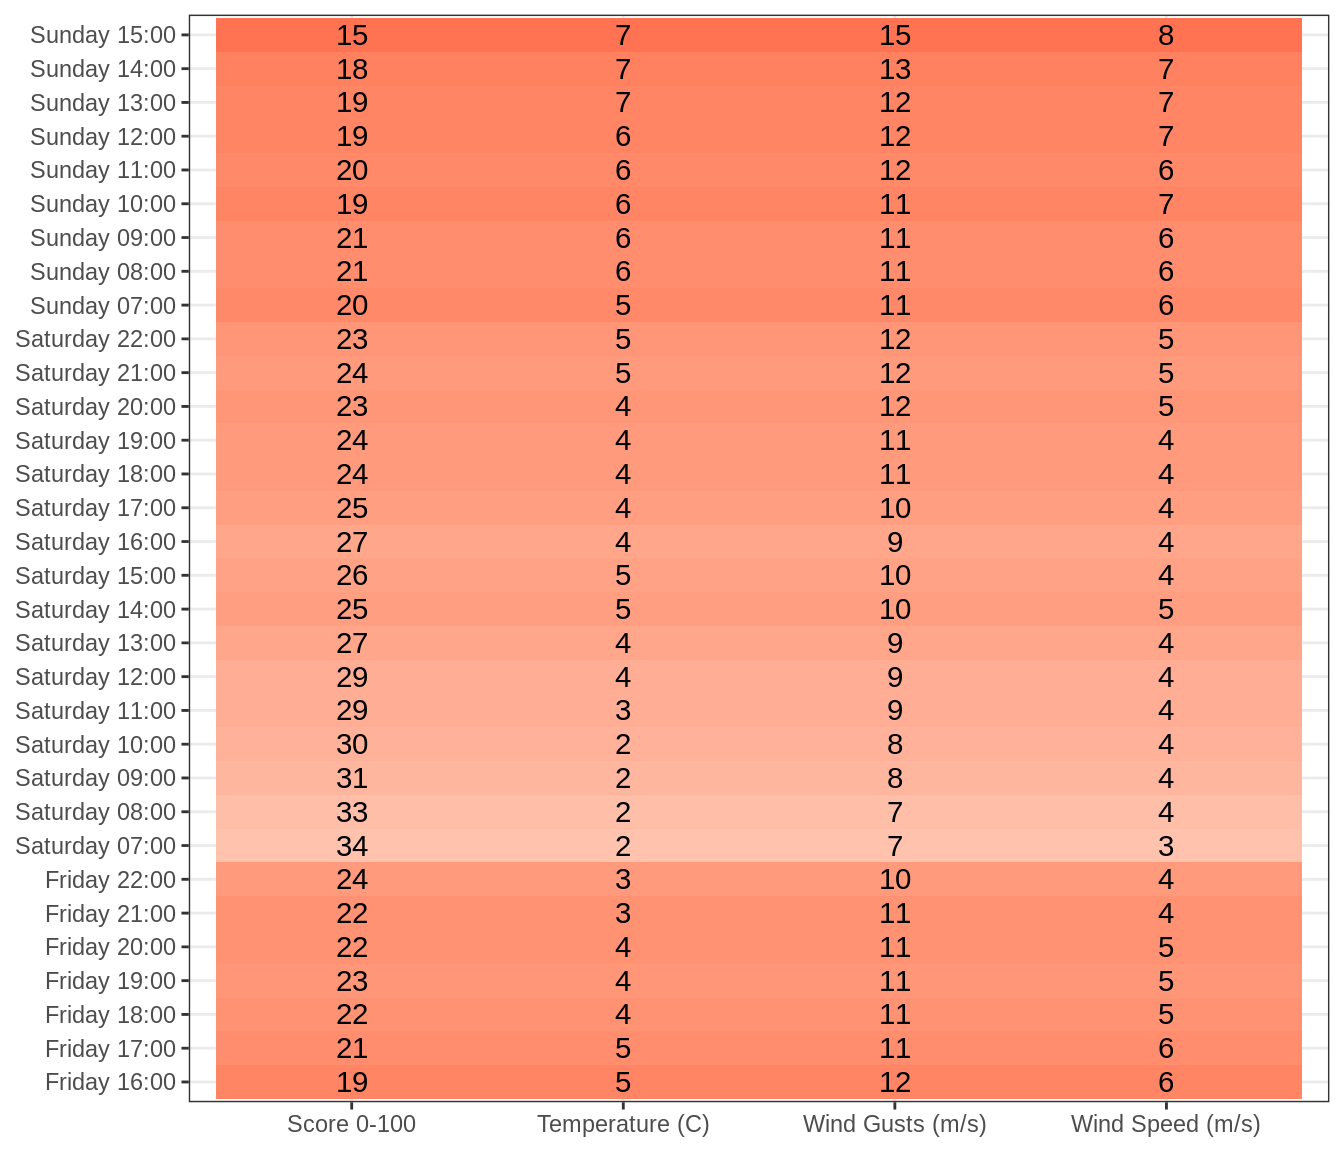 Sunday 15:00 15 7 15 8
Sunday 14:00 18 7 13 7
Sunday 13:00 19 7 12 7
Sunday 12:00 19 6 12 7
Sunday 11:00 20 6 12 6
Sunday 10:00 19 6 11 7
Sunday 09:00 21 6 11 6
Sunday 08:00 21 6 11 6
Sunday 07:00 20 5 11 6
Saturday 22:00 23 5 12 5
Saturday 21:00 24 5 12 5
Saturday 20:00 23 4 12 5
Saturday 19:00 24 4 11 4
Saturday 18:00 24 4 11 4
Saturday 17:00 25 4 10 4
Saturday 16:00 27 4 9 4
Saturday 15:00 26 5 10 4
Saturday 14:00 25 5 10 5
Saturday 13:00 27 4 9 4
Saturday 12:00 29 4 9 4
Saturday 11:00 29 3 9 4
Saturday 10:00 30 2 8 4
Saturday 09:00 31 2 8 4
Saturday 08:00 33 2 7 4
Saturday 07:00 34 2 7 3
Friday 22:00 24 3 10 4
Friday 21:00 22 3 11 4
Friday 20:00 22 4 11 5
Friday 19:00 23 4 11 5
Friday 18:00 22 4 11 5
Friday 17:00 21 5 11 6
Friday 16:00 19 5 12 6
Score 0-100 Temperature (C) Wind Gusts (m/s) Wind Speed (m/s)